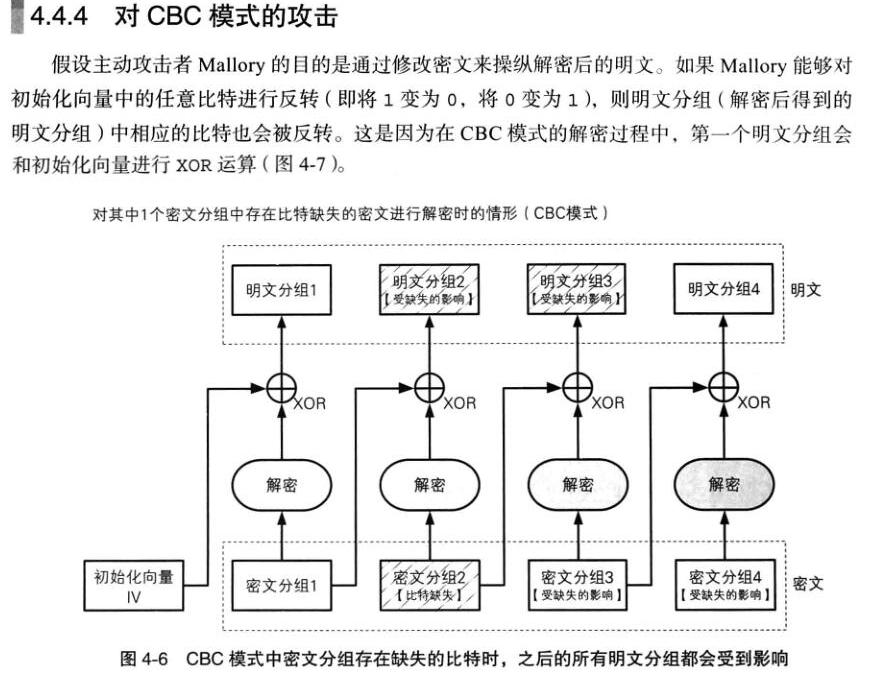 4.4.4 对 CBC 模式的攻击
假设主动攻击者 Mallory 的目的是通过修改密文来操纵解密后的明文。如果 Mallory 能够对
初始化向量中的任意比特进行反转（即将 1 变为 0，将 0 变为 1），则明文分组（解密后得到的
明文分组）中相应的比特也会被反转。这是因为在 CBC 模式的解密过程中，第一个明文分组会
和初始化向量进行 XOR 运算（图 4-7）。
对其中1个密文分组中存在比特缺失的密文进行解密时的情形（CBC模式）
明文分组1
明文分组2
【受缺失的影响】
明文分组3
【受缺失的影响】
明文分组4
明文
XOR
XOR
XOR
XOR
解密
解密
解密
解密
初始化向量
IV
密文分组1
密文分组2
【比特缺失】
密文分组3
【受缺失的影响】
密文分组4
【受缺失的影响】
密文
图 4-6 CBC 模式中密文分组存在缺失的比特时，之后的所有明文分组都会受到影响